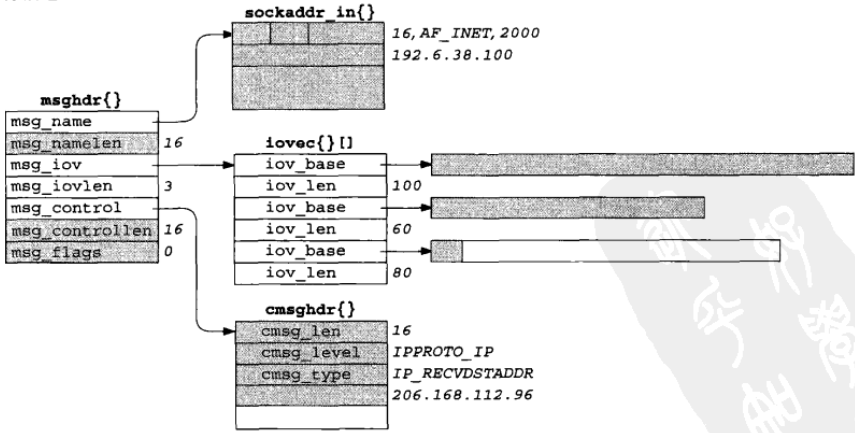 sockaddr_in{}
16, AF_INET, 2000
192.6.38.100
msghdr{}
msg_name
msg_namelen 16
msg_iov
msg_iovlen 3
msg_control
msg_controllen 16
msg_flags 0
iovec{}[]
iov_base
iov_len 100
iov_base
iov_len 60
iov_base
iov_len 80
cmsghdr{}
cmsg_len 16
cmsg_level IPPROTO_IP
cmsg_type IP_RECVDSTADDR
206.168.112.96